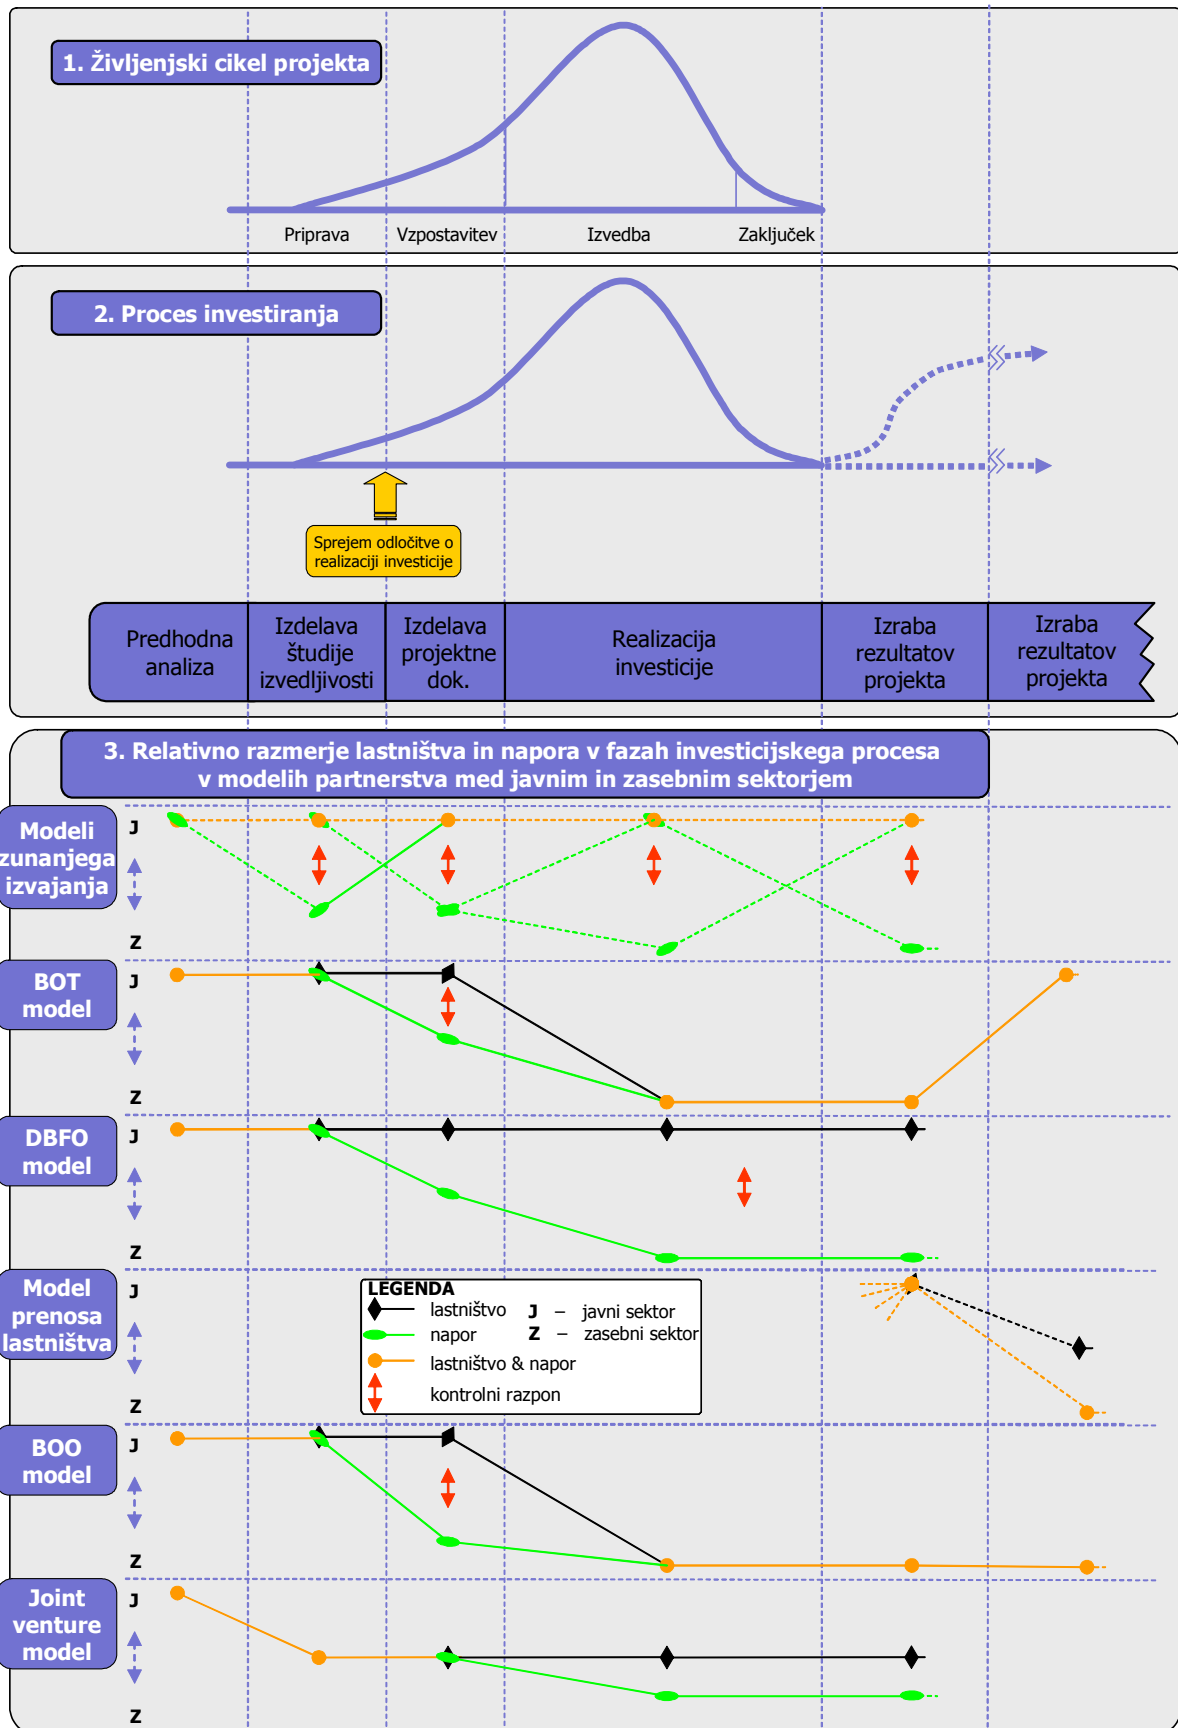 1. Življenjski cikel projekta
Priprava
Vzpostavitev
Izvedba
Zaključek
2. Proces investiranja
Sprejem odločitve o
realizaciji investicije
Predhodna
analiza
Izdelava
študije
izvedljivosti
Izdelava
projektne
dok.
Realizacija
investicije
Izraba
rezultatov
projekta
Izraba
rezultatov
projekta
3. Relativno razmerje lastništva in napora v fazah investicijskega procesa
v modelih partnerstva med javnim in zasebnim sektorjem
Modeli
zunanjega
izvajanja
J
Z
BOT
model
J
Z
DBFO
model
J
Z
Model
prenosa
lastništva
J
Z
LEGENDA
lastništvo
J – javni sektor
napor
Z – zasebni sektor
lastništvo & napor
kontrolni razpon
BOO
model
J
Z
Joint
venture
model
J
Z